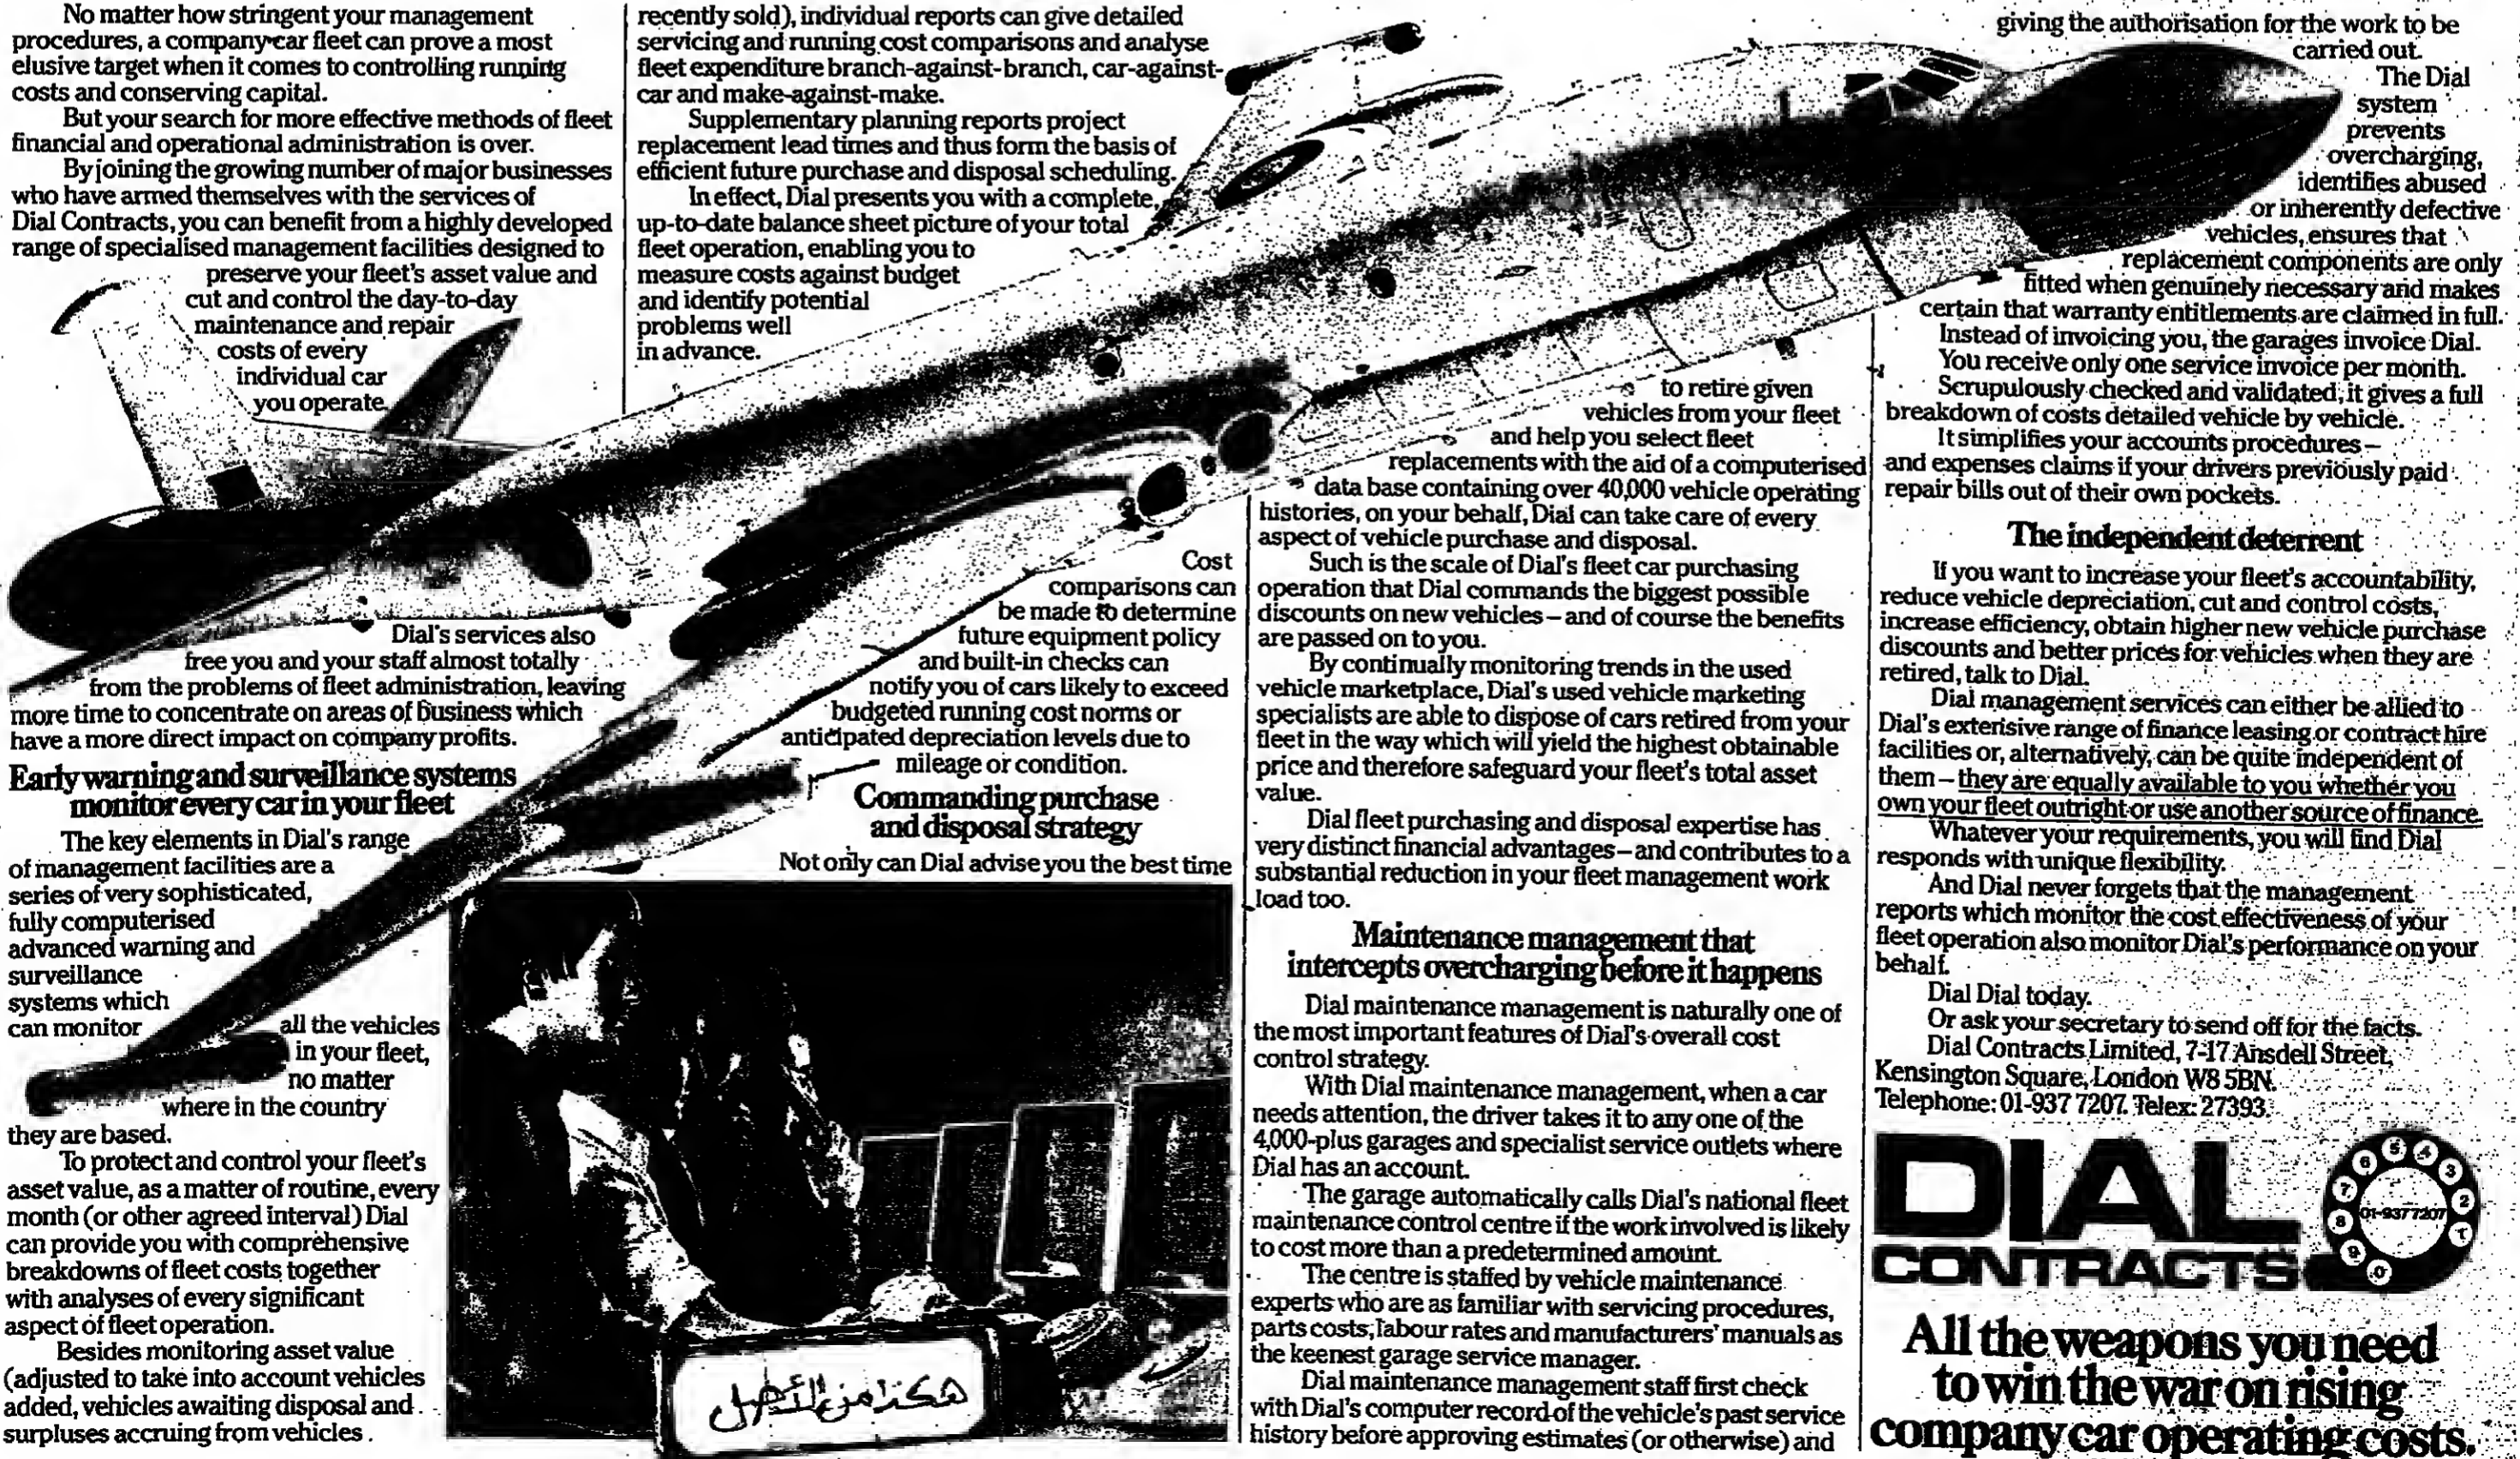 No matter how stringent your management
procedures, a company car fleet can prove a most
elusive target when it comes to controlling running
costs and conserving capital.
But your search for more effective methods of fleet
financial and operational administration is over.
By joining the growing number of major businesses
who have armed themselves with the services of
Dial Contracts, you can benefit from a highly developed
range of specialised management facilities designed to
preserve your fleet's asset value and
cut and control the day-to-day
maintenance and repair
costs of every
individual car
you operate.
Dial's services also
free you and your staff almost totally
from the problems of fleet administration, leaving
more time to concentrate on areas of business which
have a more direct impact on company profits.
Early warning and surveillance systems
monitor every car in your fleet
The key elements in Dial's range
of management facilities are a
series of very sophisticated,
fully computerised
advanced warning and
surveillance
systems which
can monitor
all the vehicles
in your fleet,
no matter
where in the country
they are based.
To protect and control your fleet's
asset value, as a matter of routine, every
month (or other agreed interval) Dial
can provide you with comprehensive
breakdowns of fleet costs together
with analyses of every significant
aspect of fleet operation.
Besides monitoring asset value
(adjusted to take into account vehicles
added, vehicles awaiting disposal and
surpluses accruing from vehicles
recently sold), individual reports can give detailed
servicing and running cost comparisons and analyse
fleet expenditure branch-against-branch, car-against-
car and make-against-make.
Supplementary planning reports project
replacement lead times and thus form the basis of
efficient future purchase and disposal scheduling.
In effect, Dial presents you with a complete,
up-to-date balance sheet picture of your total
fleet operation, enabling you to
measure costs against budget
and identify potential
problems well
in advance.
Cost
comparisons can
be made to determine
future equipment policy
and built-in checks can
notify you of cars likely to exceed
budgeted running cost norms or
anticipated depreciation levels due to
mileage or condition.
Commanding purchase
and disposal strategy
Not only can Dial advise you the best time
هكذا من الأصل
to retire given
vehicles from your fleet
and help you select fleet
replacements with the aid of a computerised
data base containing over 40,000 vehicle operating
histories, on your behalf, Dial can take care of every
aspect of vehicle purchase and disposal.
Such is the scale of Dial's fleet car purchasing
operation that Dial commands the biggest possible
discounts on new vehicles – and of course the benefits
are passed on to you.
By continually monitoring trends in the used
vehicle marketplace, Dial's used vehicle marketing
specialists are able to dispose of cars retired from your
fleet in the way which will yield the highest obtainable
price and therefore safeguard your fleet's total asset
value.
Dial fleet purchasing and disposal expertise has
very distinct financial advantages – and contributes to a
substantial reduction in your fleet management work
load too.
Maintenance management that
intercepts overcharging before it happens
Dial maintenance management is naturally one of
the most important features of Dial's overall cost
control strategy.
With Dial maintenance management, when a car
needs attention, the driver takes it to any one of the
4,000-plus garages and specialist service outlets where
Dial has an account.
The garage automatically calls Dial's national fleet
maintenance control centre if the work involved is likely
to cost more than a predetermined amount.
The centre is staffed by vehicle maintenance
experts who are as familiar with servicing procedures,
parts costs, labour rates and manufacturers' manuals as
the keenest garage service manager.
Dial maintenance management staff first check
with Dial's computer record of the vehicle's past service
history before approving estimates (or otherwise) and
giving the authorisation for the work to be
carried out.
The Dial
system
prevents
overcharging,
identifies abused
or inherently defective
vehicles, ensures that
replacement components are only
fitted when genuinely necessary and makes
certain that warranty entitlements are claimed in full.
Instead of invoicing you, the garages invoice Dial.
You receive only one service invoice per month.
Scrupulously checked and validated, it gives a full
breakdown of costs detailed vehicle by vehicle.
It simplifies your accounts procedures –
and expenses claims if your drivers previously paid
repair bills out of their own pockets.
The independent deterrent
If you want to increase your fleet's accountability,
reduce vehicle depreciation, cut and control costs,
increase efficiency, obtain higher new vehicle purchase
discounts and better prices for vehicles when they are
retired, talk to Dial.
Dial management services can either be allied to
Dial's extensive range of finance leasing or contract hire
facilities or, alternatively, can be quite independent of
them – they are equally available to you whether you
own your fleet outright or use another source of finance.
Whatever your requirements, you will find Dial
responds with unique flexibility.
And Dial never forgets that the management
reports which monitor the cost effectiveness of your
fleet operation also monitor Dial's performance on your
behalf.
Dial Dial today.
Or ask your secretary to send off for the facts.
Dial Contracts Limited, 7-17 Ansdell Street,
Kensington Square, London W8 5BN.
Telephone: 01-937 7207. Telex: 27393.
DIAL
CONTRACTS
1 2 3 4 5 6 7 8 9 0
01-937 7207
All the weapons you need
to win the war on rising
company car operating costs.